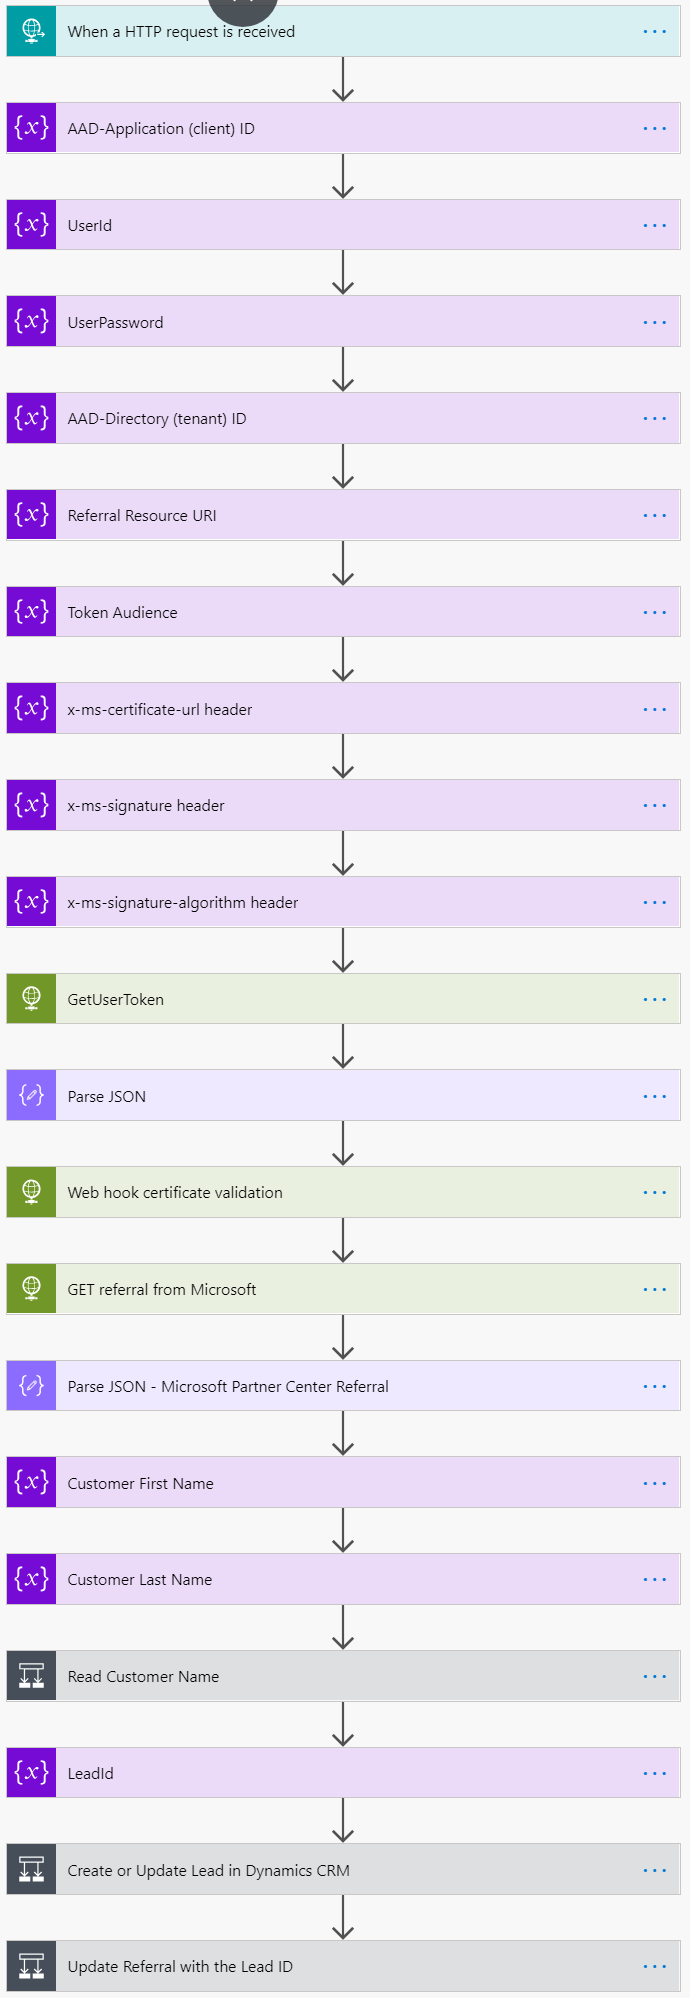 When a HTTP request is received
{x} AAD-Application (client) ID
{x} UserId
{x} UserPassword
{x} AAD-Directory (tenant) ID
{x} Referral Resource URI
{x} Token Audience
{x} x-ms-certificate-url header
{x} x-ms-signature header
{x} x-ms-signature-algorithm header
GetUserToken
Parse JSON
Web hook certificate validation
GET referral from Microsoft
Parse JSON - Microsoft Partner Center Referral
{x} Customer First Name
{x} Customer Last Name
Read Customer Name
{x} LeadId
Create or Update Lead in Dynamics CRM
Update Referral with the Lead ID